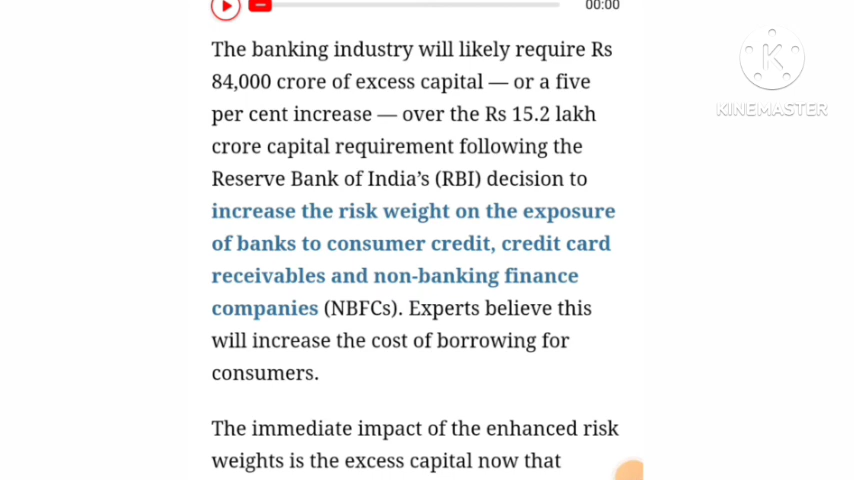 00:00
The banking industry will likely require Rs
84,000 crore of excess capital — or a five
per cent increase — over the Rs 15.2 lakh
crore capital requirement following the
Reserve Bank of India’s (RBI) decision to
increase the risk weight on the exposure
of banks to consumer credit, credit card
receivables and non-banking finance
companies (NBFCs). Experts believe this
will increase the cost of borrowing for
consumers.
The immediate impact of the enhanced risk
weights is the excess capital now that
K
KINEMASTER